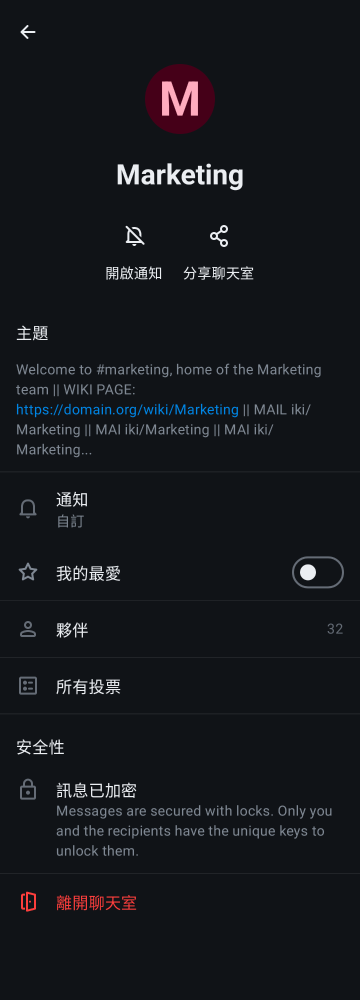 M
Marketing
開啟通知
分享聊天室
主題
Welcome to #marketing, home of the Marketing
team || WIKI PAGE:
https://domain.org/wiki/Marketing || MAIL iki/
Marketing || MAI iki/Marketing || MAI iki/
Marketing...
通知
自訂
我的最愛
夥伴
32
所有投票
安全性
訊息已加密
Messages are secured with locks. Only you
and the recipients have the unique keys to
unlock them.
離開聊天室